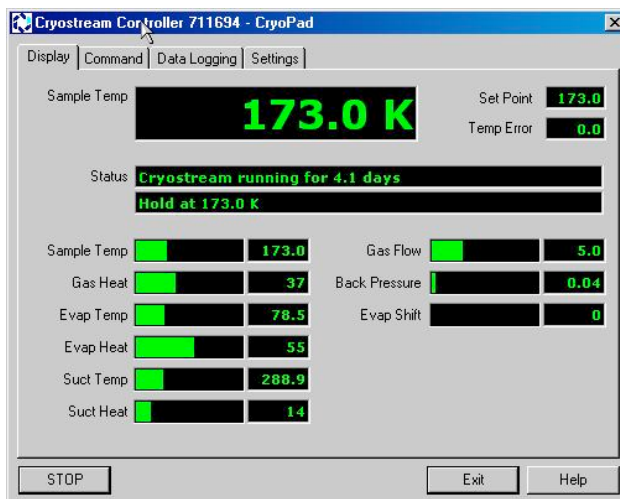 Cryostream Controller 711694 - CryoPad
Display Command Data Logging Settings
Sample Temp 173.0 K Set Point 173.0
Temp Error 0.0
Status Cryostream running for 4.1 days
Hold at 173.0 K
Sample Temp 173.0 Gas Flow 5.0
Gas Heat 37 Back Pressure 0.04
Evap Temp 78.5 Evap Shift 0
Evap Heat 55
Suct Temp 288.9
Suct Heat 14
STOP Exit Help